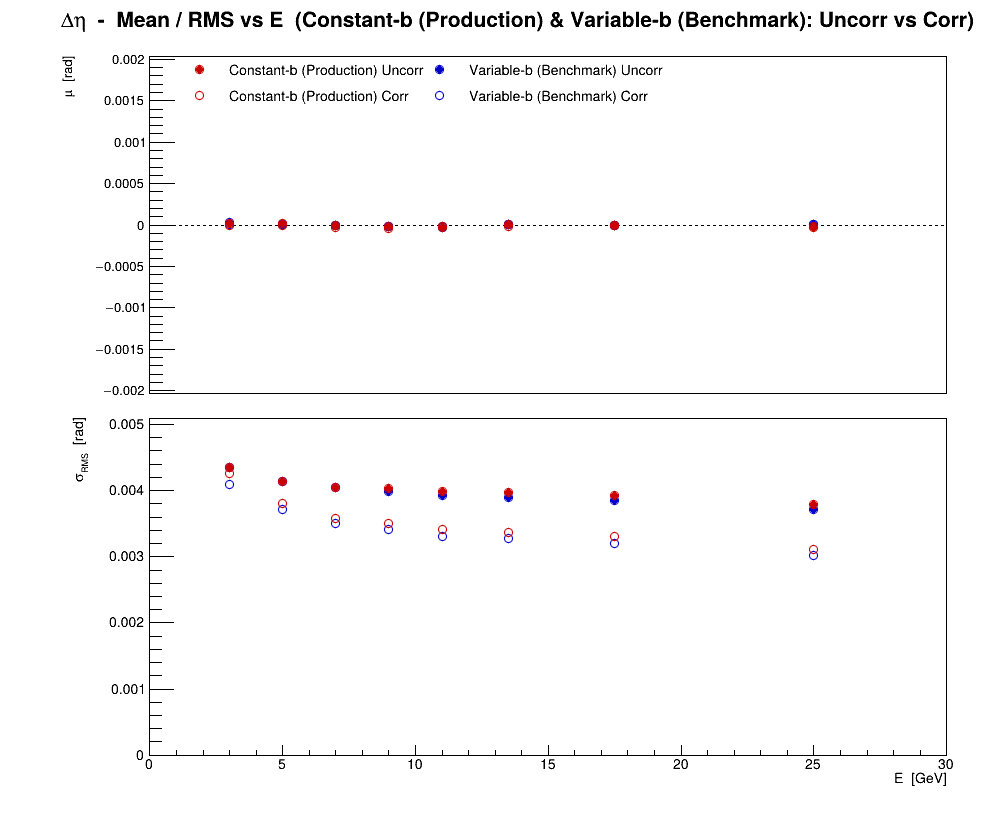 Δη - Mean / RMS vs E (Constant-b (Production) & Variable-b (Benchmark): Uncorr vs Corr)
μ [rad]
0.002
0.0015
0.001
0.0005
0
−0.0005
−0.001
−0.0015
−0.002
Constant-b (Production) Uncorr
Variable-b (Benchmark) Uncorr
Constant-b (Production) Corr
Variable-b (Benchmark) Corr
σRMS [rad]
0.005
0.004
0.003
0.002
0.001
0
0 5 10 15 20 25 30
E [GeV]